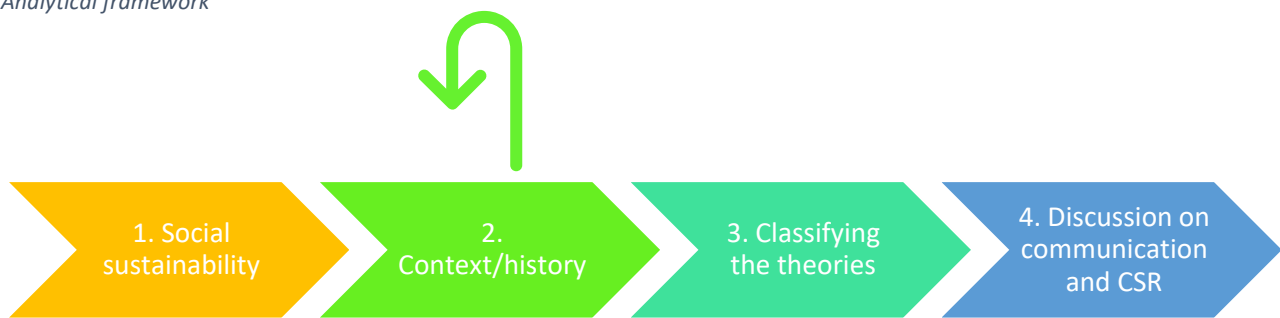 Analytical framework
1. Social
sustainability
2.
Context/history
3. Classifying
the theories
4. Discussion on
communication
and CSR